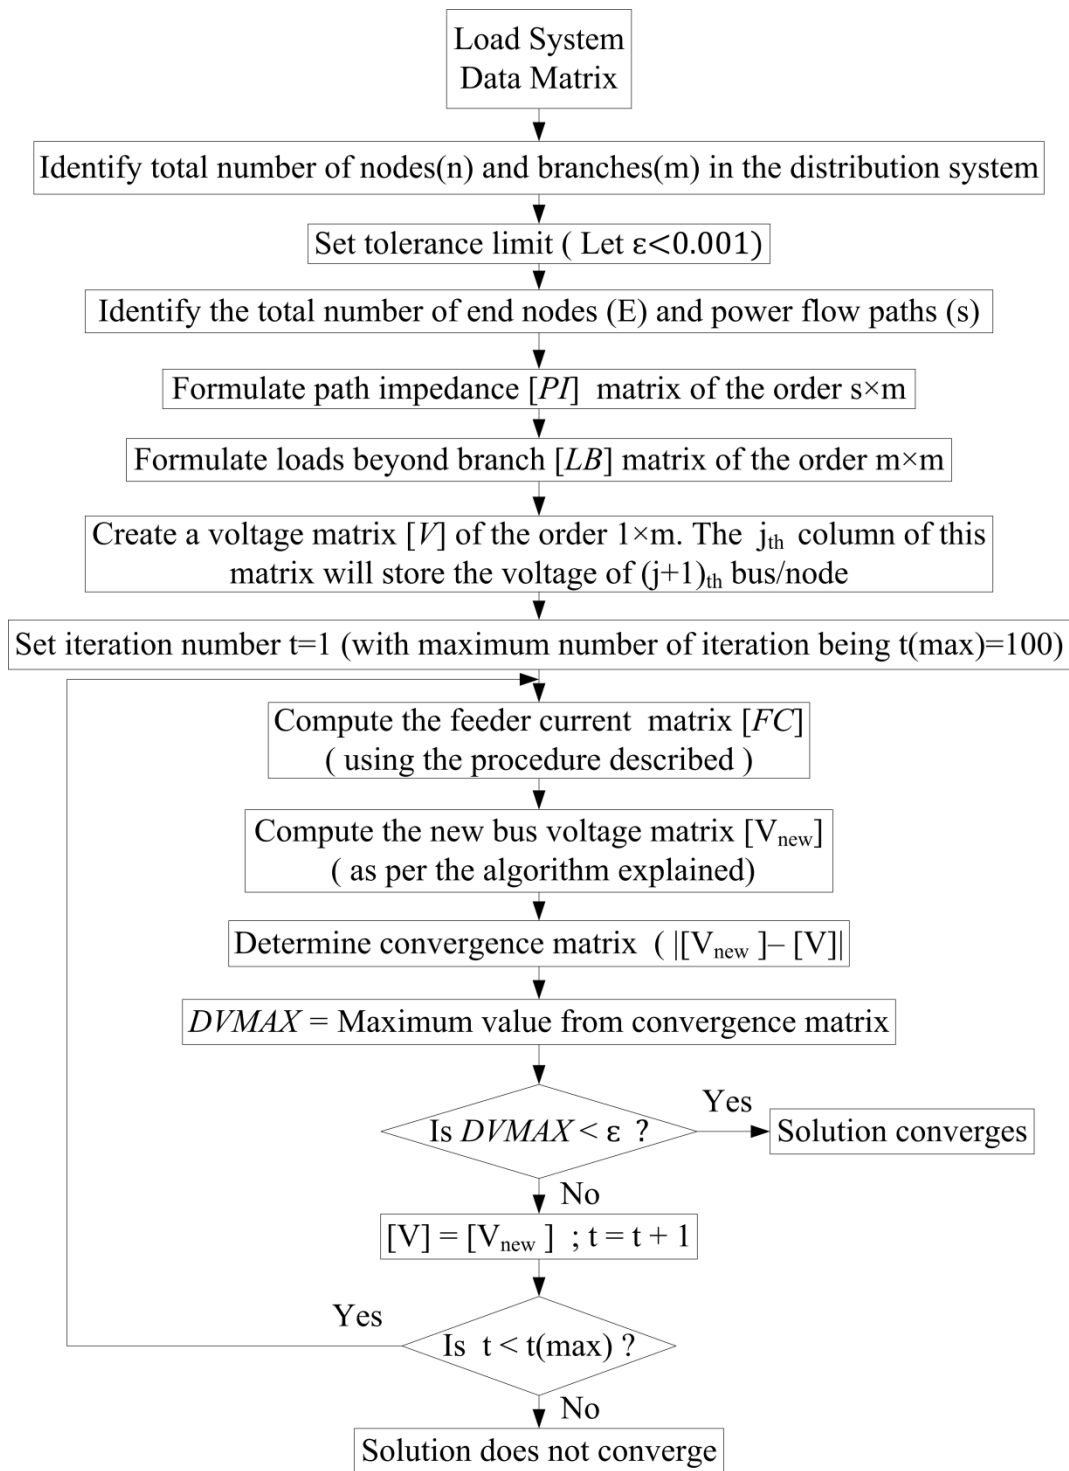 Load System
Data Matrix
Identify total number of nodes(n) and branches(m) in the distribution system
Set tolerance limit ( Let ε<0.001)
Identify the total number of end nodes (E) and power flow paths (s)
Formulate path impedance [PI] matrix of the order s×m
Formulate loads beyond branch [LB] matrix of the order m×m
Create a voltage matrix [V] of the order 1×m. The j_th column of this
matrix will store the voltage of (j+1)_th bus/node
Set iteration number t=1 (with maximum number of iteration being t(max)=100)
Compute the feeder current matrix [FC]
( using the procedure described )
Compute the new bus voltage matrix [V_new]
( as per the algorithm explained)
Determine convergence matrix ( |[V_new ]– [V]|
DVMAX = Maximum value from convergence matrix
Is DVMAX < ε ?
Yes
Solution converges
No
[V] = [V_new ] ; t = t + 1
Yes
Is t < t(max) ?
No
Solution does not converge